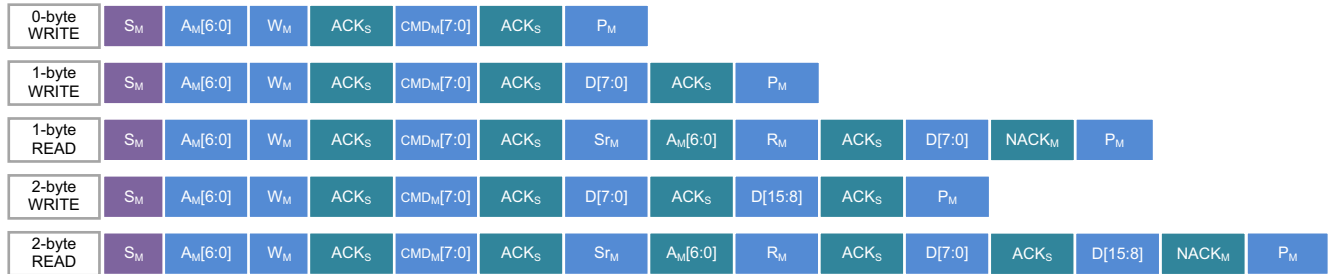 0-byte
WRITE
S_M A_M[6:0] W_M ACK_S CMD_M[7:0] ACK_S P_M
1-byte
WRITE
S_M A_M[6:0] W_M ACK_S CMD_M[7:0] ACK_S D[7:0] ACK_S P_M
1-byte
READ
S_M A_M[6:0] W_M ACK_S CMD_M[7:0] ACK_S Sr_M A_M[6:0] R_M ACK_S D[7:0] NACK_M P_M
2-byte
WRITE
S_M A_M[6:0] W_M ACK_S CMD_M[7:0] ACK_S D[7:0] ACK_S D[15:8] ACK_S P_M
2-byte
READ
S_M A_M[6:0] W_M ACK_S CMD_M[7:0] ACK_S Sr_M A_M[6:0] R_M ACK_S D[7:0] ACK_S D[15:8] NACK_M P_M